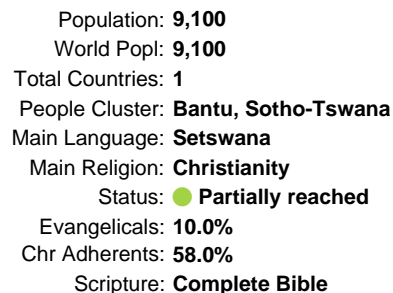 Population: 9,100
World Popl: 9,100
Total Countries: 1
People Cluster: Bantu, Sotho-Tswana
Main Language: Setswana
Main Religion: Christianity
Status: Partially reached
Evangelicals: 10.0%
Chr Adherents: 58.0%
Scripture: Complete Bible